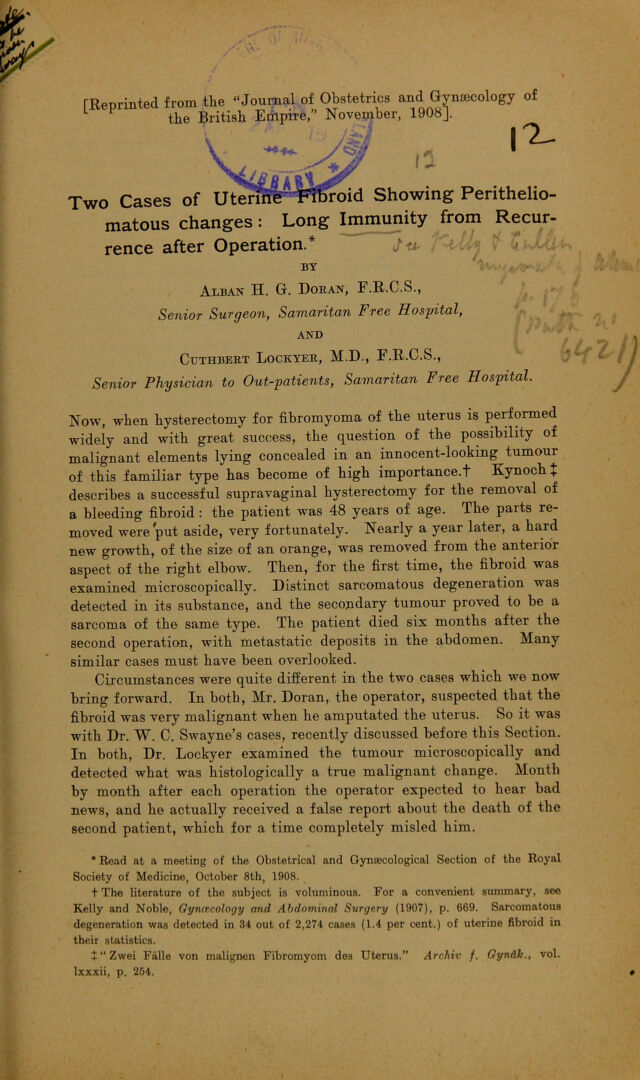 [Reprinted from the "Journal of Obstetrics and Gynæcology of
the British Empire," November, 1908].
12
12
LIBRARY
Two Cases of Uterine Fibroid Showing Perithelio-
matous changes: Long Immunity from Recur-
rence after Operation.*
BY
ALBAN H. G. DORAN, F.R.C.S.,
Senior Surgeon, Samaritan Free Hospital,
AND
CUTHBERT LOCKYER, M.D., F.R.C.S.,
Senior Physician to Out-patients, Samaritan Free Hospital.
Kelly & Cullen
p. 176
6421)
Now, when hysterectomy for fibromyoma of the uterus is performed
widely and with great success, the question of the possibility of
malignant elements lying concealed in an innocent-looking tumour
of this familiar type has become of high importance.† Kynoch ‡
describes a successful supravaginal hysterectomy for the removal of
a bleeding fibroid: the patient was 48 years of age. The parts re-
moved were put aside, very fortunately. Nearly a year later, a hard
new growth, of the size of an orange, was removed from the anterior
aspect of the right elbow. Then, for the first time, the fibroid was
examined microscopically. Distinct sarcomatous degeneration was
detected in its substance, and the secondary tumour proved to be a
sarcoma of the same type. The patient died six months after the
second operation, with metastatic deposits in the abdomen. Many
similar cases must have been overlooked.
Circumstances were quite different in the two cases which we now
bring forward. In both, Mr. Doran, the operator, suspected that the
fibroid was very malignant when he amputated the uterus. So it was
with Dr. W. C. Swayne's cases, recently discussed before this Section.
In both, Dr. Lockyer examined the tumour microscopically and
detected what was histologically a true malignant change. Month
by month after each operation the operator expected to hear bad
news, and he actually received a false report about the death of the
second patient, which for a time completely misled him.
* Read at a meeting of the Obstetrical and Gynæcological Section of the Royal
Society of Medicine, October 8th, 1908.
† The literature of the subject is voluminous. For a convenient summary, see
Kelly and Noble, Gynæcology and Abdominal Surgery (1907), p. 669. Sarcomatous
degeneration was detected in 34 out of 2,274 cases (1.4 per cent.) of uterine fibroid in
their statistics.
‡ "Zwei Fälle von malignen Fibromyom des Uterus." Archiv f. Gynäk., vol.
lxxxii, p. 254.